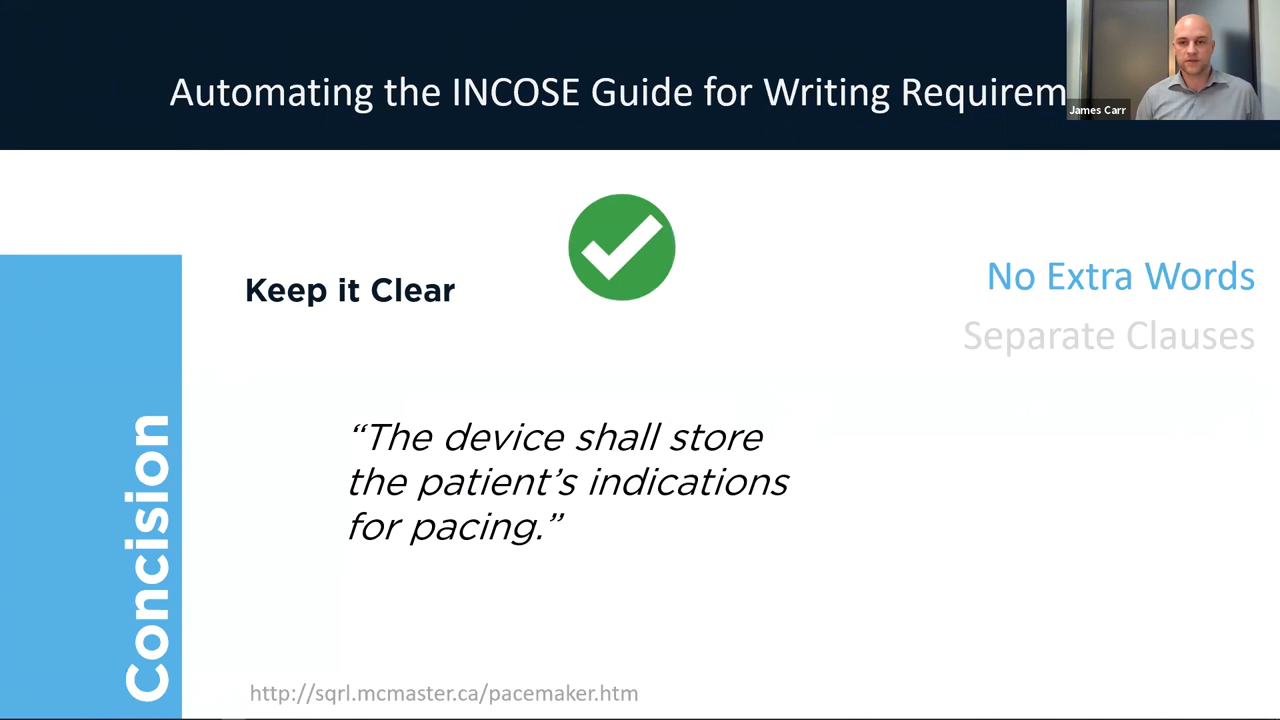 Automating the INCOSE Guide for Writing Requirem
James Carr
Keep it Clear
No Extra Words
Separate Clauses
Concision
“The device shall store
the patient’s indications
for pacing.”
http://sqrl.mcmaster.ca/pacemaker.htm